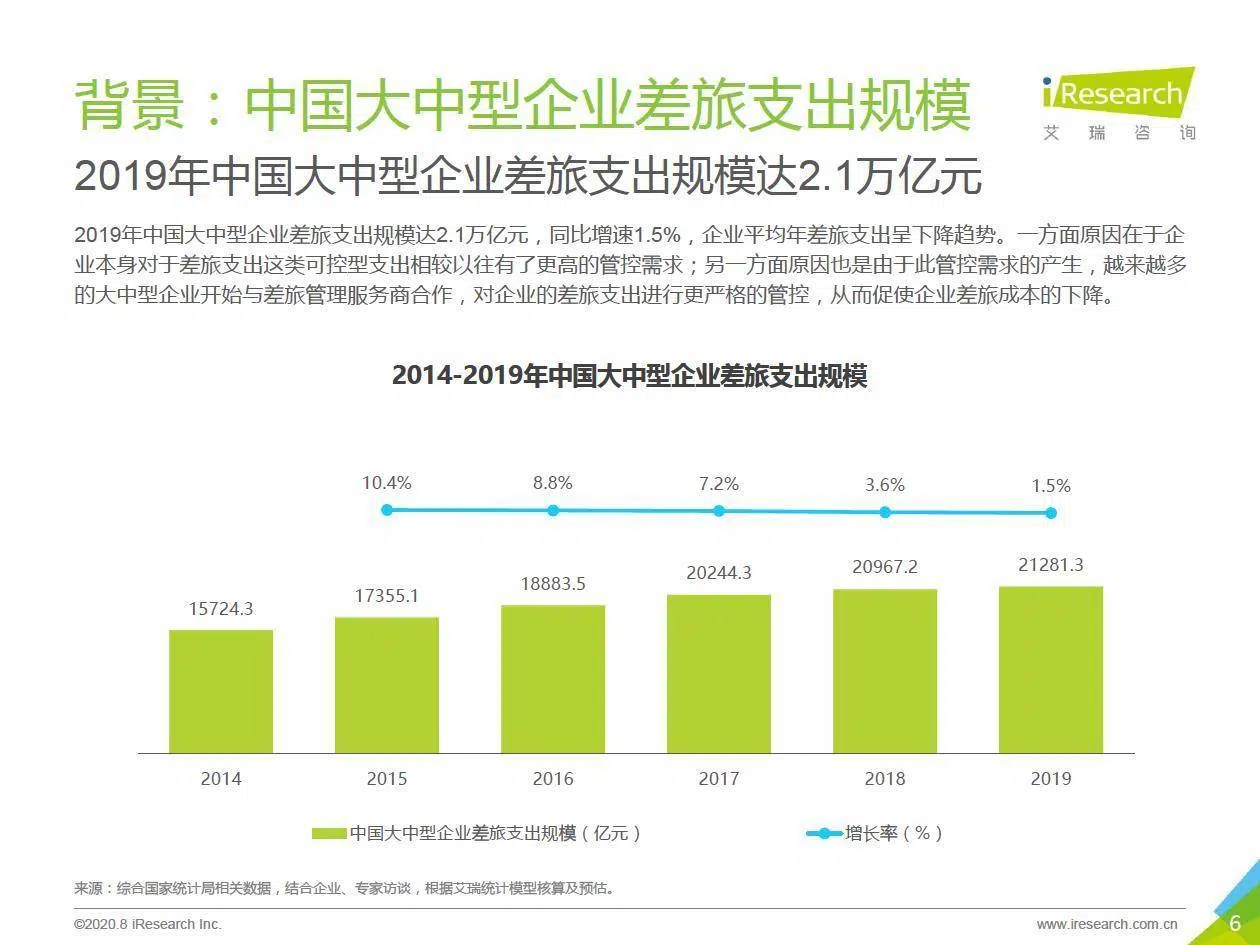 背景：中国大中型企业差旅支出规模
iResearch
艾瑞咨询
2019年中国大中型企业差旅支出规模达2.1万亿元
2019年中国大中型企业差旅支出规模达2.1万亿元，同比增速1.5%，企业平均年差旅支出呈下降趋势。一方面原因在于企
业本身对于差旅支出这类可控型支出相较以往有了更高的管控需求；另一方面原因也是由于此管控需求的产生，越来越多
的大中型企业开始与差旅管理服务商合作，对企业的差旅支出进行更严格的管控，从而促使企业差旅成本的下降。
2014-2019年中国大中型企业差旅支出规模
10.4% 8.8% 7.2% 3.6% 1.5%
15724.3 17355.1 18883.5 20244.3 20967.2 21281.3
2014 2015 2016 2017 2018 2019
中国大中型企业差旅支出规模（亿元） 增长率（%）
来源：综合国家统计局相关数据，结合企业、专家访谈，根据艾瑞统计模型核算及预估。
©2020.8 iResearch Inc. www.iresearch.com.cn 6